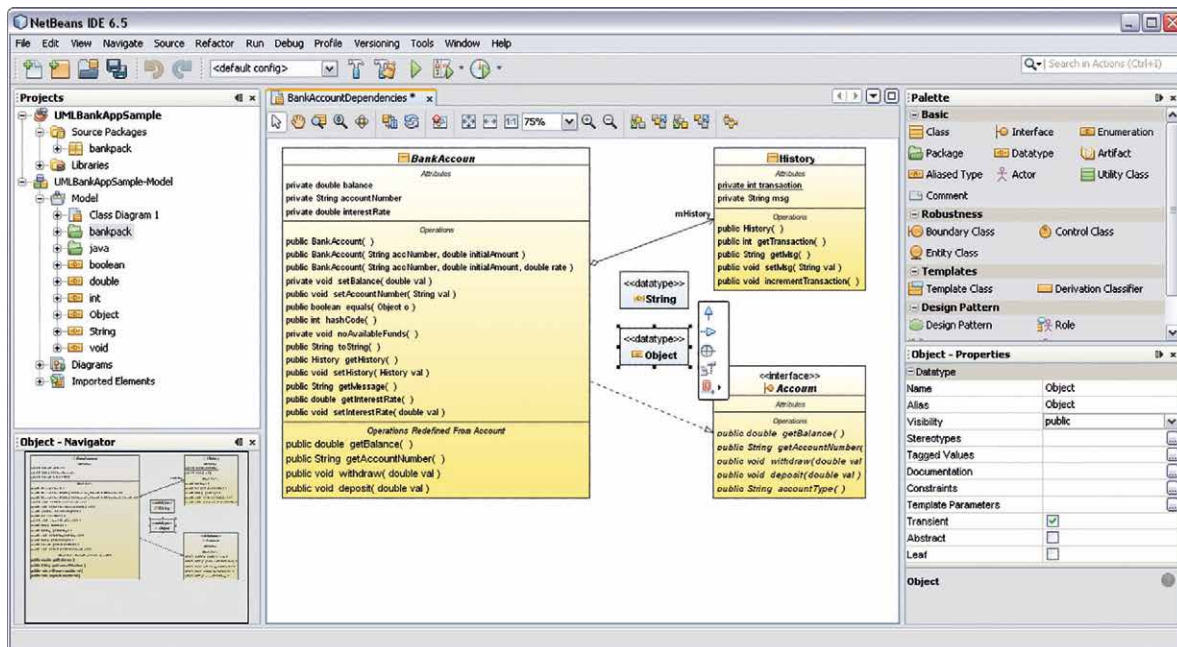 NetBeans IDE 6.5
File Edit View Navigate Source Refactor Run Debug Profile Versioning Tools Window Help
<default config>
Search in Actions (Ctrl+I)
Projects
UMLBankAppSample
Source Packages
bankpack
Libraries
UMLBankAppSample-Model
Model
Class Diagram 1
bankpack
java
boolean
double
int
Object
String
void
Diagrams
Imported Elements
Object - Navigator
BankAccountDependencies *
75%
BankAccoun
Attributes
private double balance
private String accountNumber
private double interestRate
Operations
public BankAccount( )
public BankAccount( String accNumber, double initialAmount )
public BankAccount( String accNumber, double initialAmount, double rate )
private void setBalance( double val )
public void setAccountNumber( String val )
public boolean equals( Object o )
public int hashCode( )
private void noAvailableFunds( )
public String toString( )
public History getHistory( )
public void setHistory( History val )
public String getMessage( )
public double getInterestRate( )
public void setInterestRate( double val )
Operations Redefined From Account
public double getBalance( )
public String getAccountNumber( )
public void withdraw( double val )
public void deposit( double val )
mHistory
History
Attributes
private int transaction
private String msg
Operations
public History( )
public int getTransaction( )
public String getMsg( )
public void setMsg( String val )
public void incrementTransaction( )
<<datatype>>
String
<<datatype>>
Object
<<interface>>
Accoum
Attributes
Operations
public double getBalance( )
public String getAccountNumber(
public void withdraw( double val
public void deposit( double val
public String accountType( )
Palette
Basic
Class Interface Enumeration
Package Datatype Artifact
Aliased Type Actor Utility Class
Comment
Robustness
Boundary Class Control Class
Entity Class
Templates
Template Class Derivation Classifier
Design Pattern
Design Pattern Role
Object - Properties
Datatype
Name Object
Alias Object
Visibility public
Stereotypes
Tagged Values
Documentation
Constraints
Template Parameters
Transient
Abstract
Leaf
Object